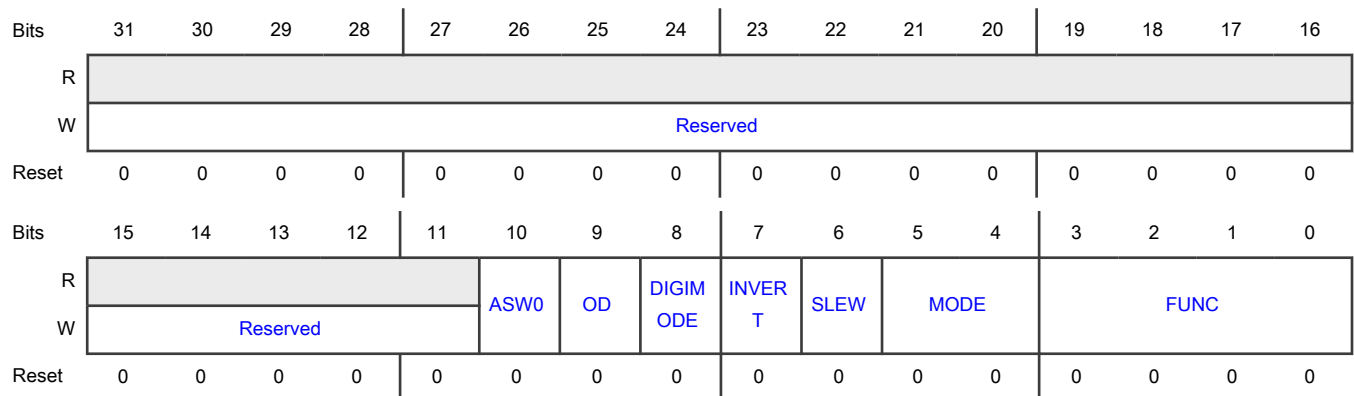 Bits 31 30 29 28 27 26 25 24 23 22 21 20 19 18 17 16
R
W Reserved
Reset 0 0 0 0 0 0 0 0 0 0 0 0 0 0 0 0
Bits 15 14 13 12 11 10 9 8 7 6 5 4 3 2 1 0
R
W Reserved ASW0 OD DIGIM ODE INVER T SLEW MODE FUNC
Reset 0 0 0 0 0 0 0 0 0 0 0 0 0 0 0 0